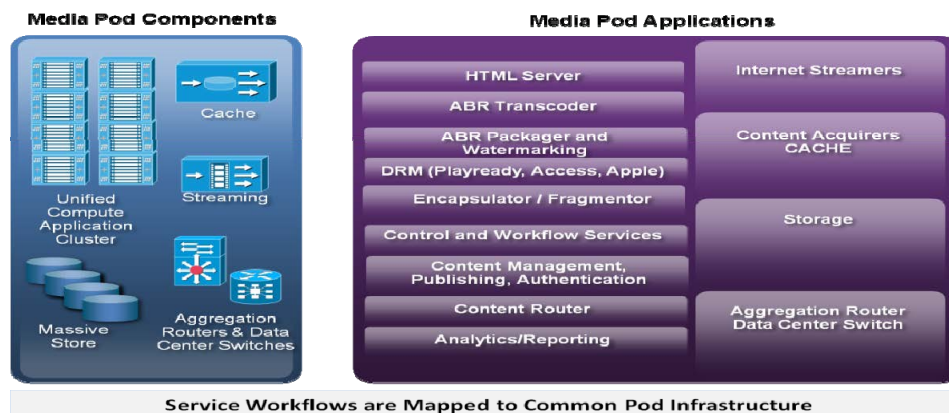 Media Pod Components
Cache
Streaming
Unified
Compute
Application
Cluster
Massive
Store
Aggregation
Routers & Data
Center Switches
Media Pod Applications
HTML Server
ABR Transcoder
ABR Packager and
Watermarking
DRM (Playready, Access, Apple)
Encapsulator / Fragmentor
Control and Workflow Services
Content Management,
Publishing, Authentication
Content Router
Analytics/Reporting
Internet Streamers
Content Acquirers
CACHE
Storage
Aggregation Router
Data Center Switch
Service Workflows are Mapped to Common Pod Infrastructure